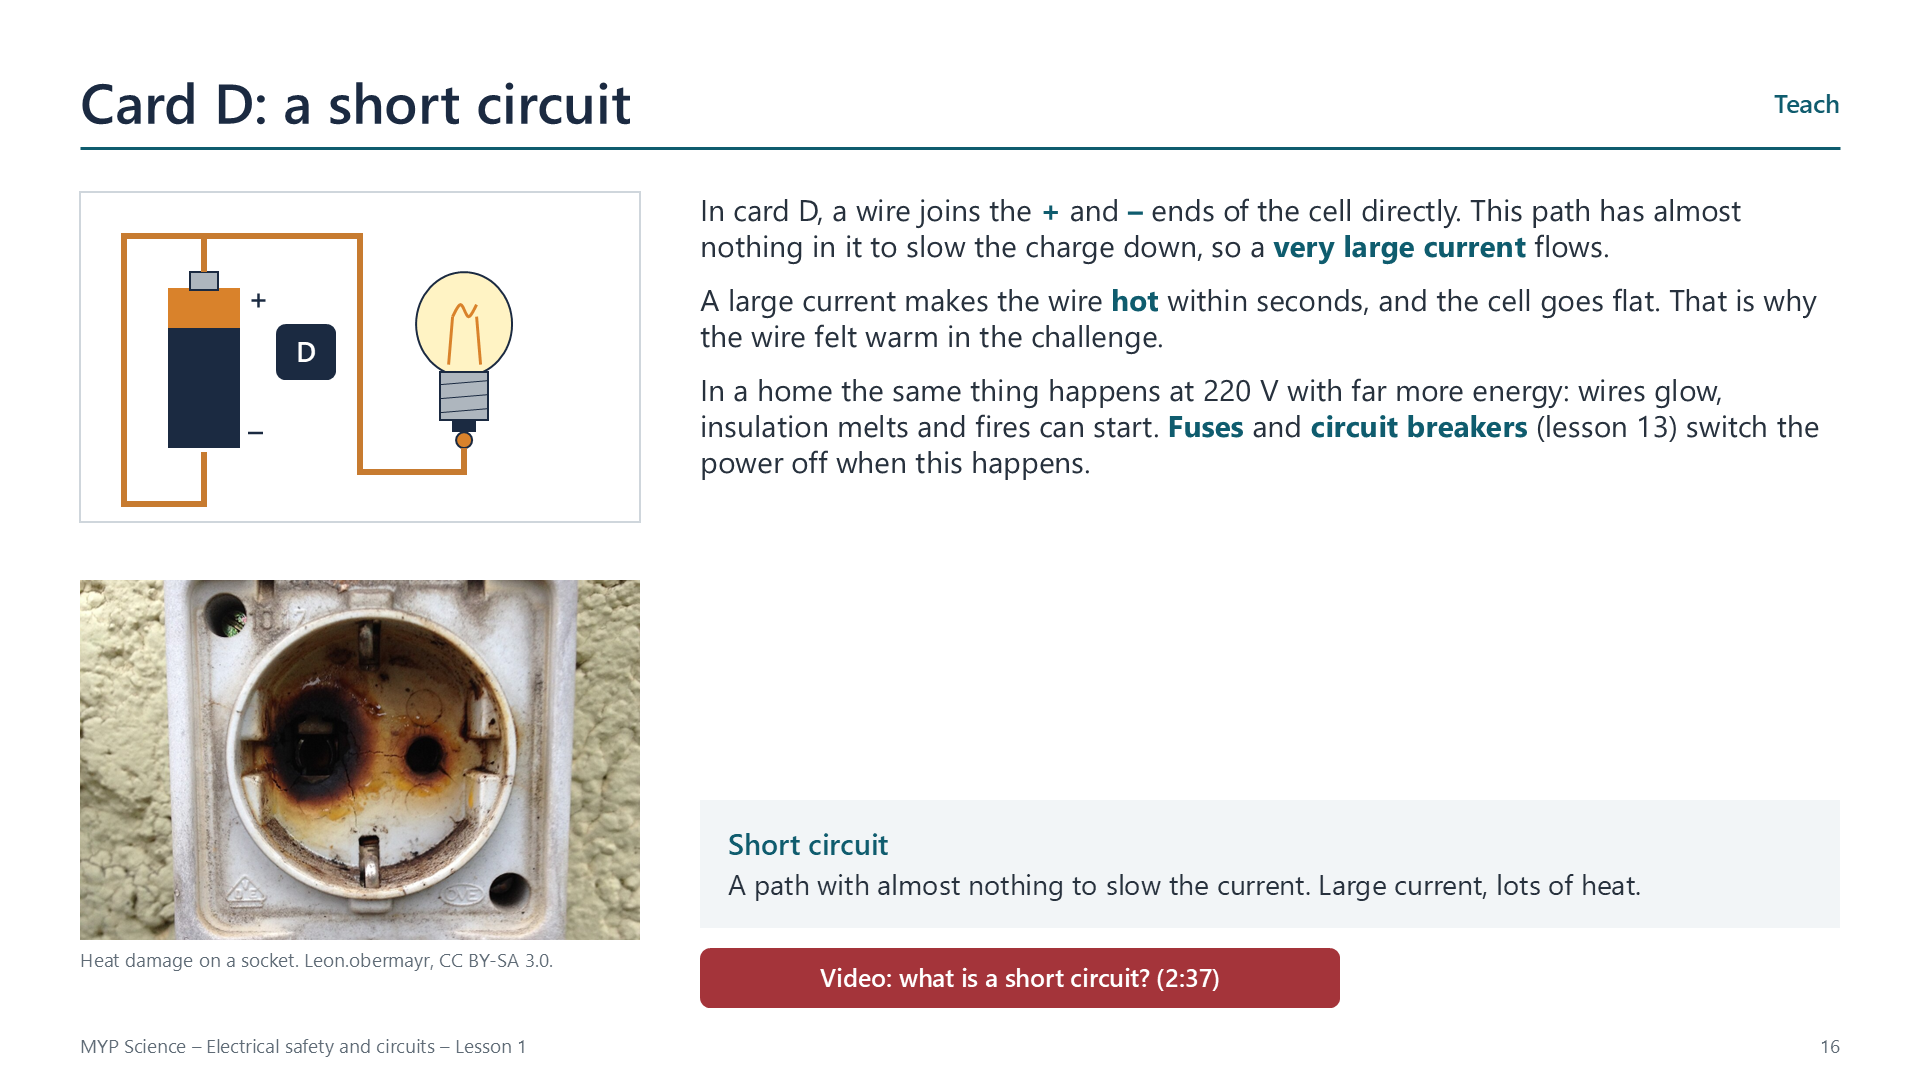 Card D: a short circuit
Teach
+
D
–
In card D, a wire joins the + and – ends of the cell directly. This path has almost
nothing in it to slow the charge down, so a very large current flows.
A large current makes the wire hot within seconds, and the cell goes flat. That is why
the wire felt warm in the challenge.
In a home the same thing happens at 220 V with far more energy: wires glow,
insulation melts and fires can start. Fuses and circuit breakers (lesson 13) switch the
power off when this happens.
Heat damage on a socket. Leon.obermayr, CC BY-SA 3.0.
Short circuit
A path with almost nothing to slow the current. Large current, lots of heat.
Video: what is a short circuit? (2:37)
MYP Science – Electrical safety and circuits – Lesson 1
16